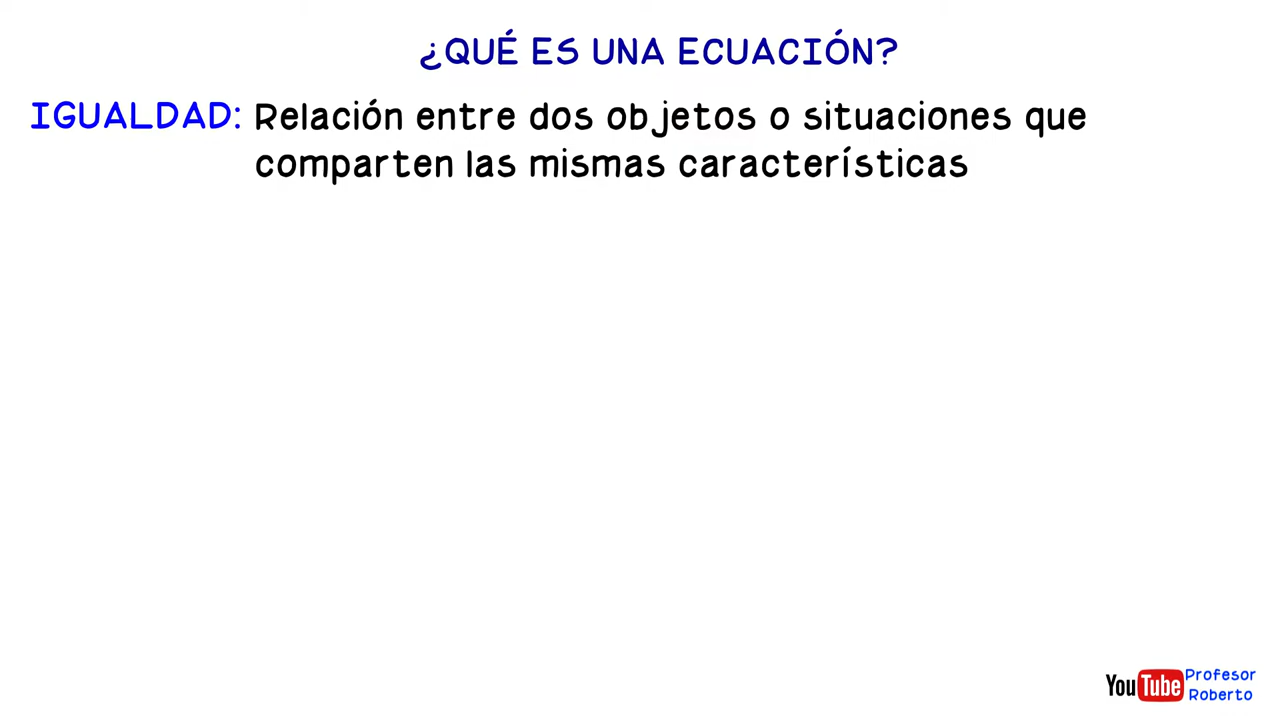 ¿QUÉ ES UNA ECUACIÓN?
IGUALDAD: Relación entre dos objetos o situaciones que
comparten las mismas características
YouTube Profesor
Roberto